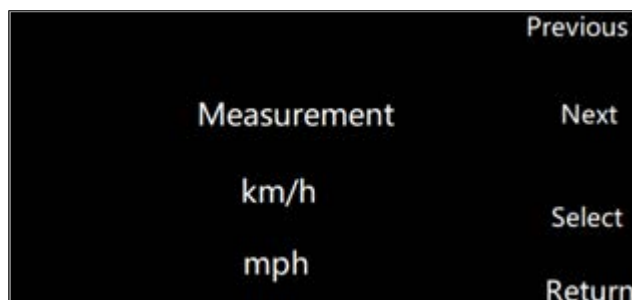 Previous
Measurement
Next
km/h
Select
mph
Return